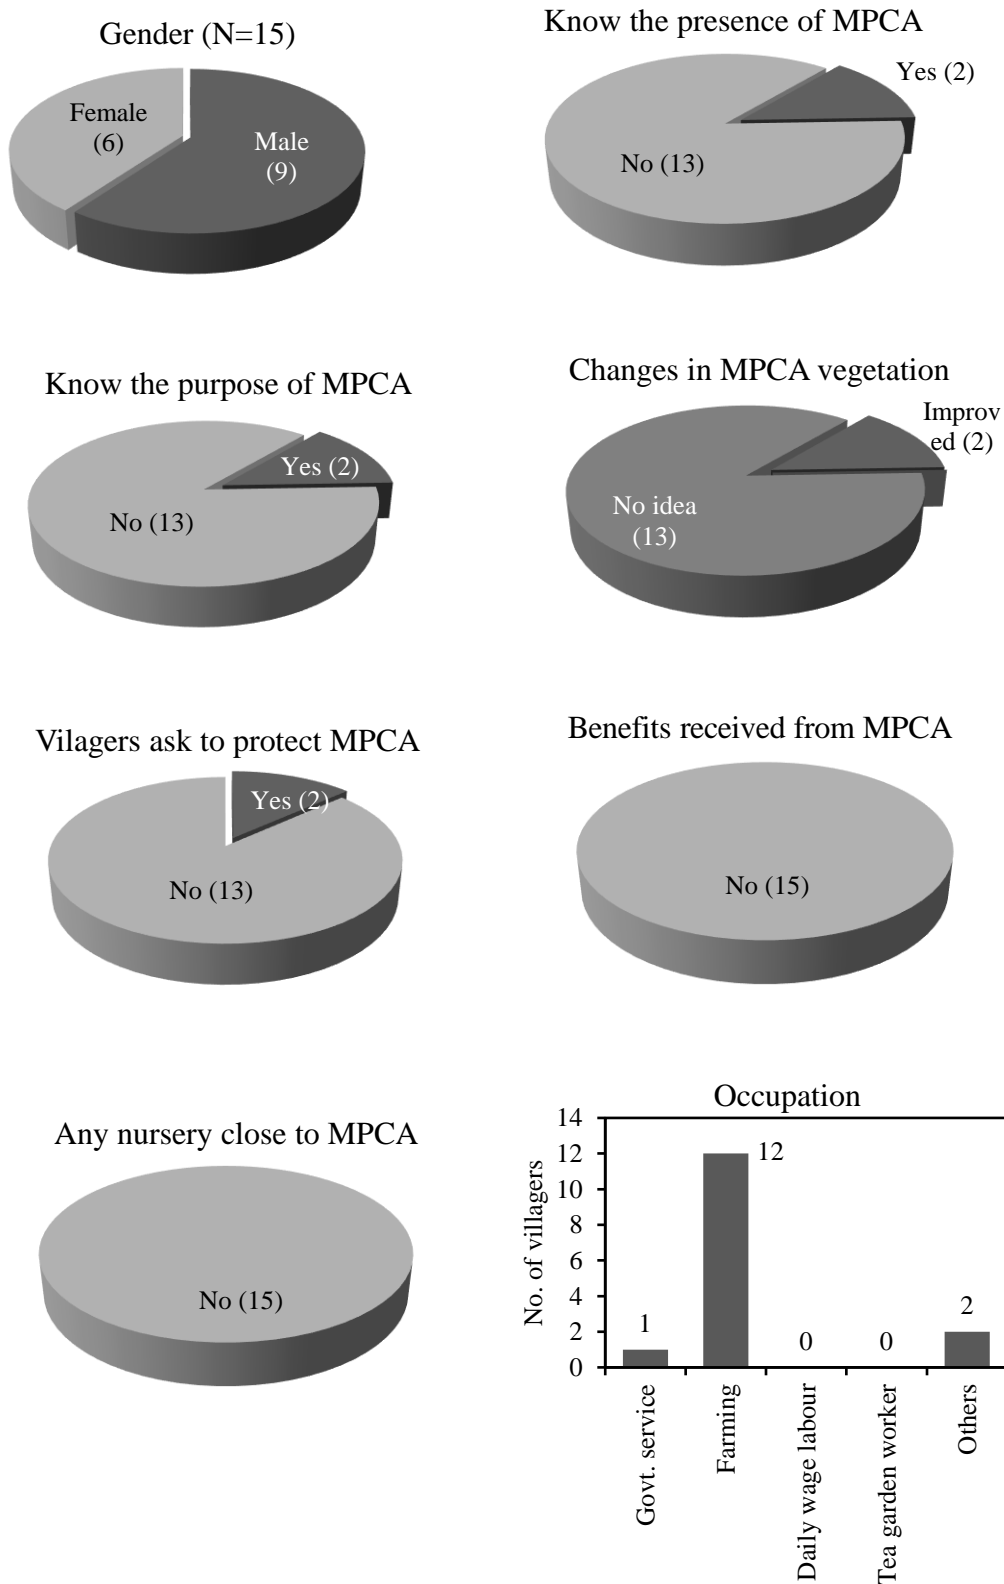 Gender (N=15)
Female
(6)
Male
(9)
Know the presence of MPCA
Yes (2)
No (13)
Know the purpose of MPCA
Yes (2)
No (13)
Changes in MPCA vegetation
Improv
ed (2)
No idea
(13)
Vilagers ask to protect MPCA
Yes (2)
No (13)
Benefits received from MPCA
No (15)
Any nursery close to MPCA
No (15)
Occupation
No. of villagers
14
12
10
8
6
4
2
0
1
12
0
0
2
Govt. service
Farming
Daily wage labour
Tea garden worker
Others